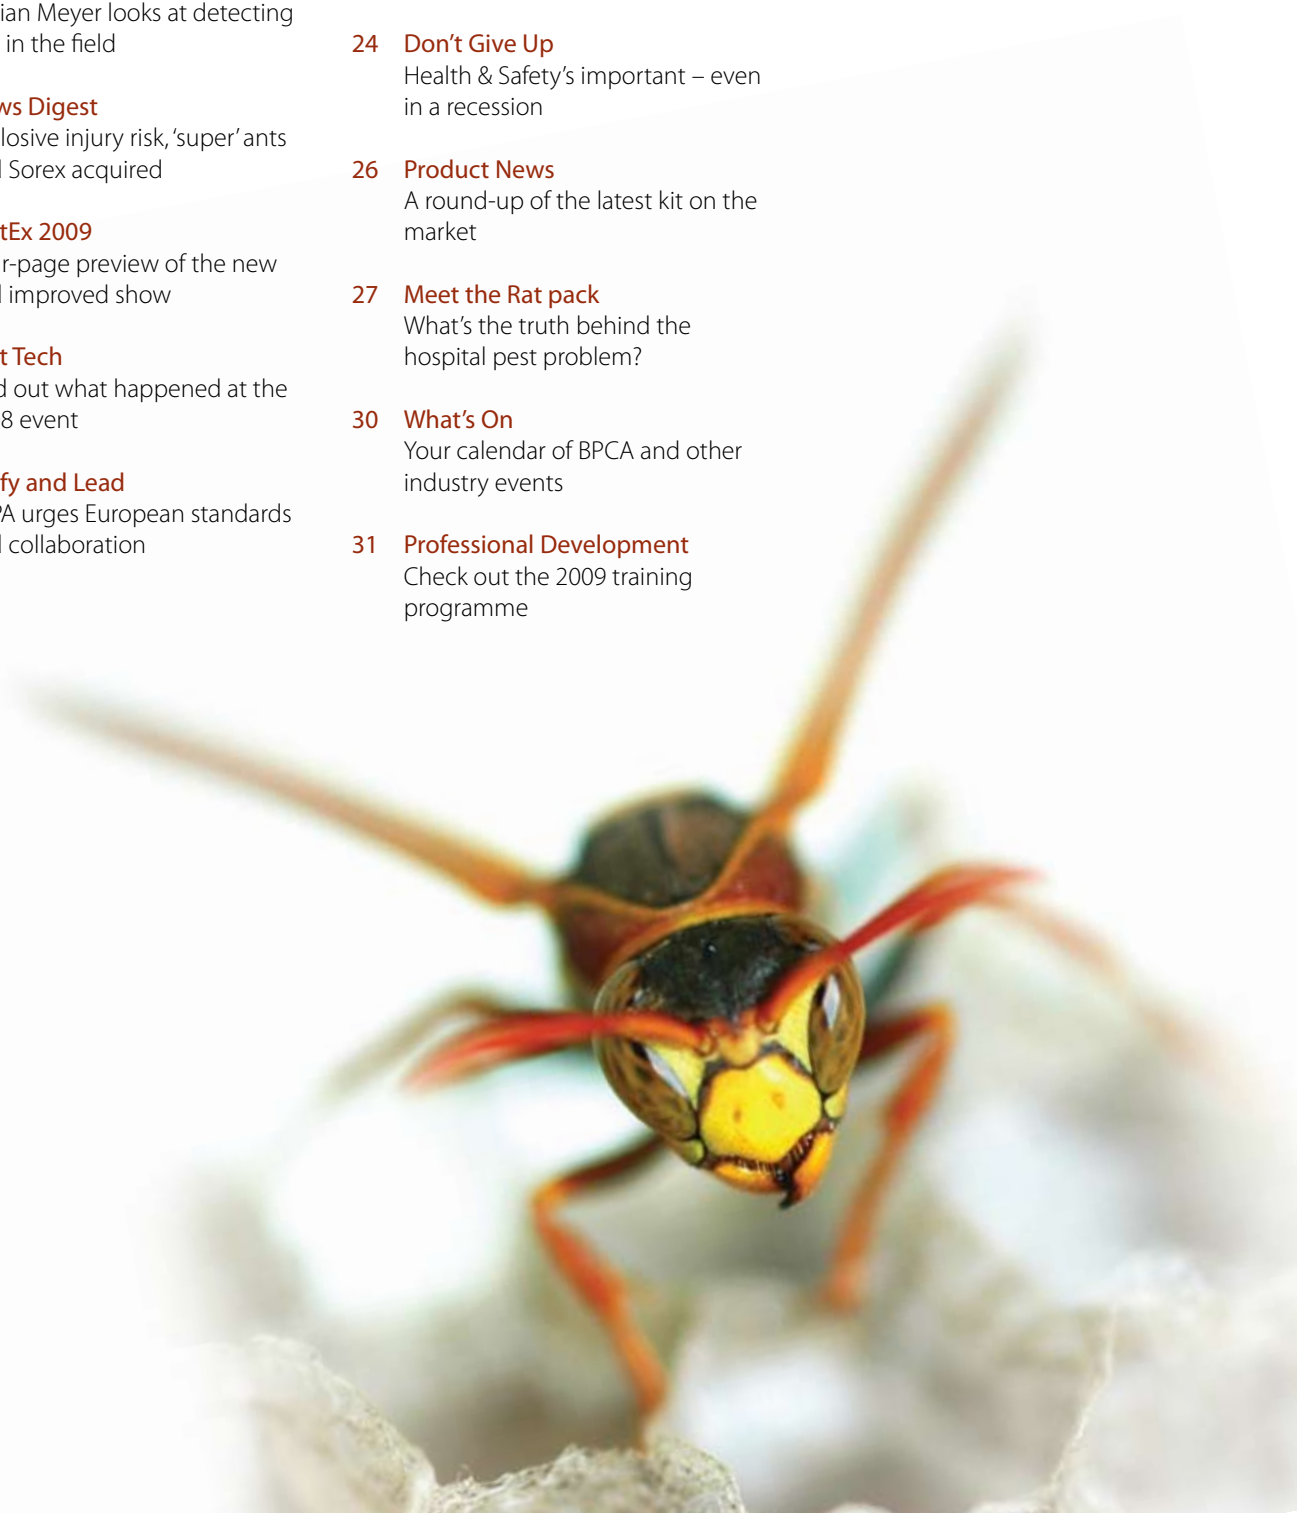 ian Meyer looks at detecting
in the field
ws Digest
losive injury risk, ‘super’ ants
l Sorex acquired
tEx 2009
r-page preview of the new
l improved show
t Tech
d out what happened at the
8 event
fy and Lead
PA urges European standards
l collaboration
24 Don’t Give Up
Health & Safety’s important – even
in a recession
26 Product News
A round-up of the latest kit on the
market
27 Meet the Rat pack
What’s the truth behind the
hospital pest problem?
30 What’s On
Your calendar of BPCA and other
industry events
31 Professional Development
Check out the 2009 training
programme